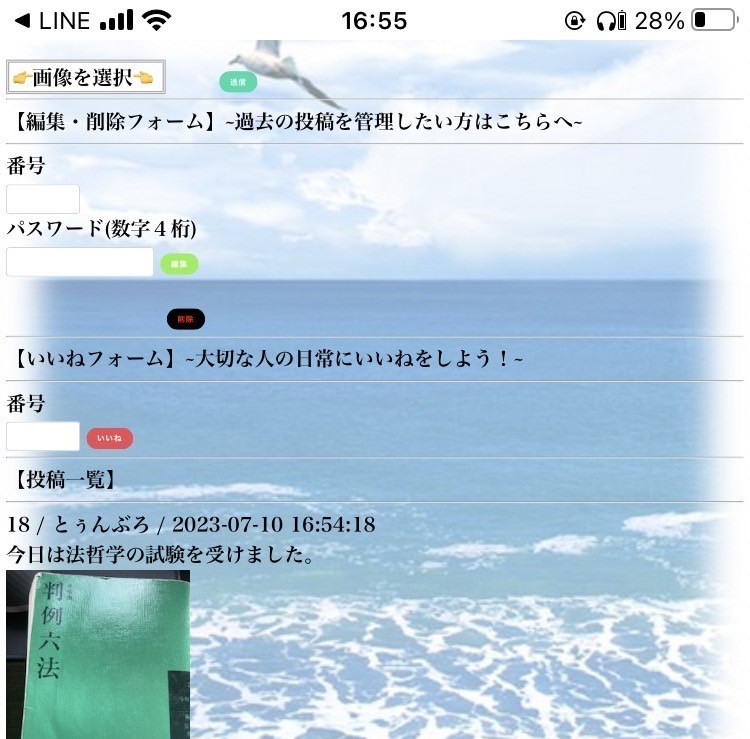 ◀ LINE 16:55 28%
👉画像を選択👈 送信
【編集・削除フォーム】~過去の投稿を管理したい方はこちらへ~
番号
パスワード(数字４桁)
編集
削除
【いいねフォーム】~大切な人の日常にいいねをしよう！~
番号
いいね
【投稿一覧】
18 / とぅんぶろ / 2023-07-10 16:54:18
今日は法哲学の試験を受けました。
判例六法